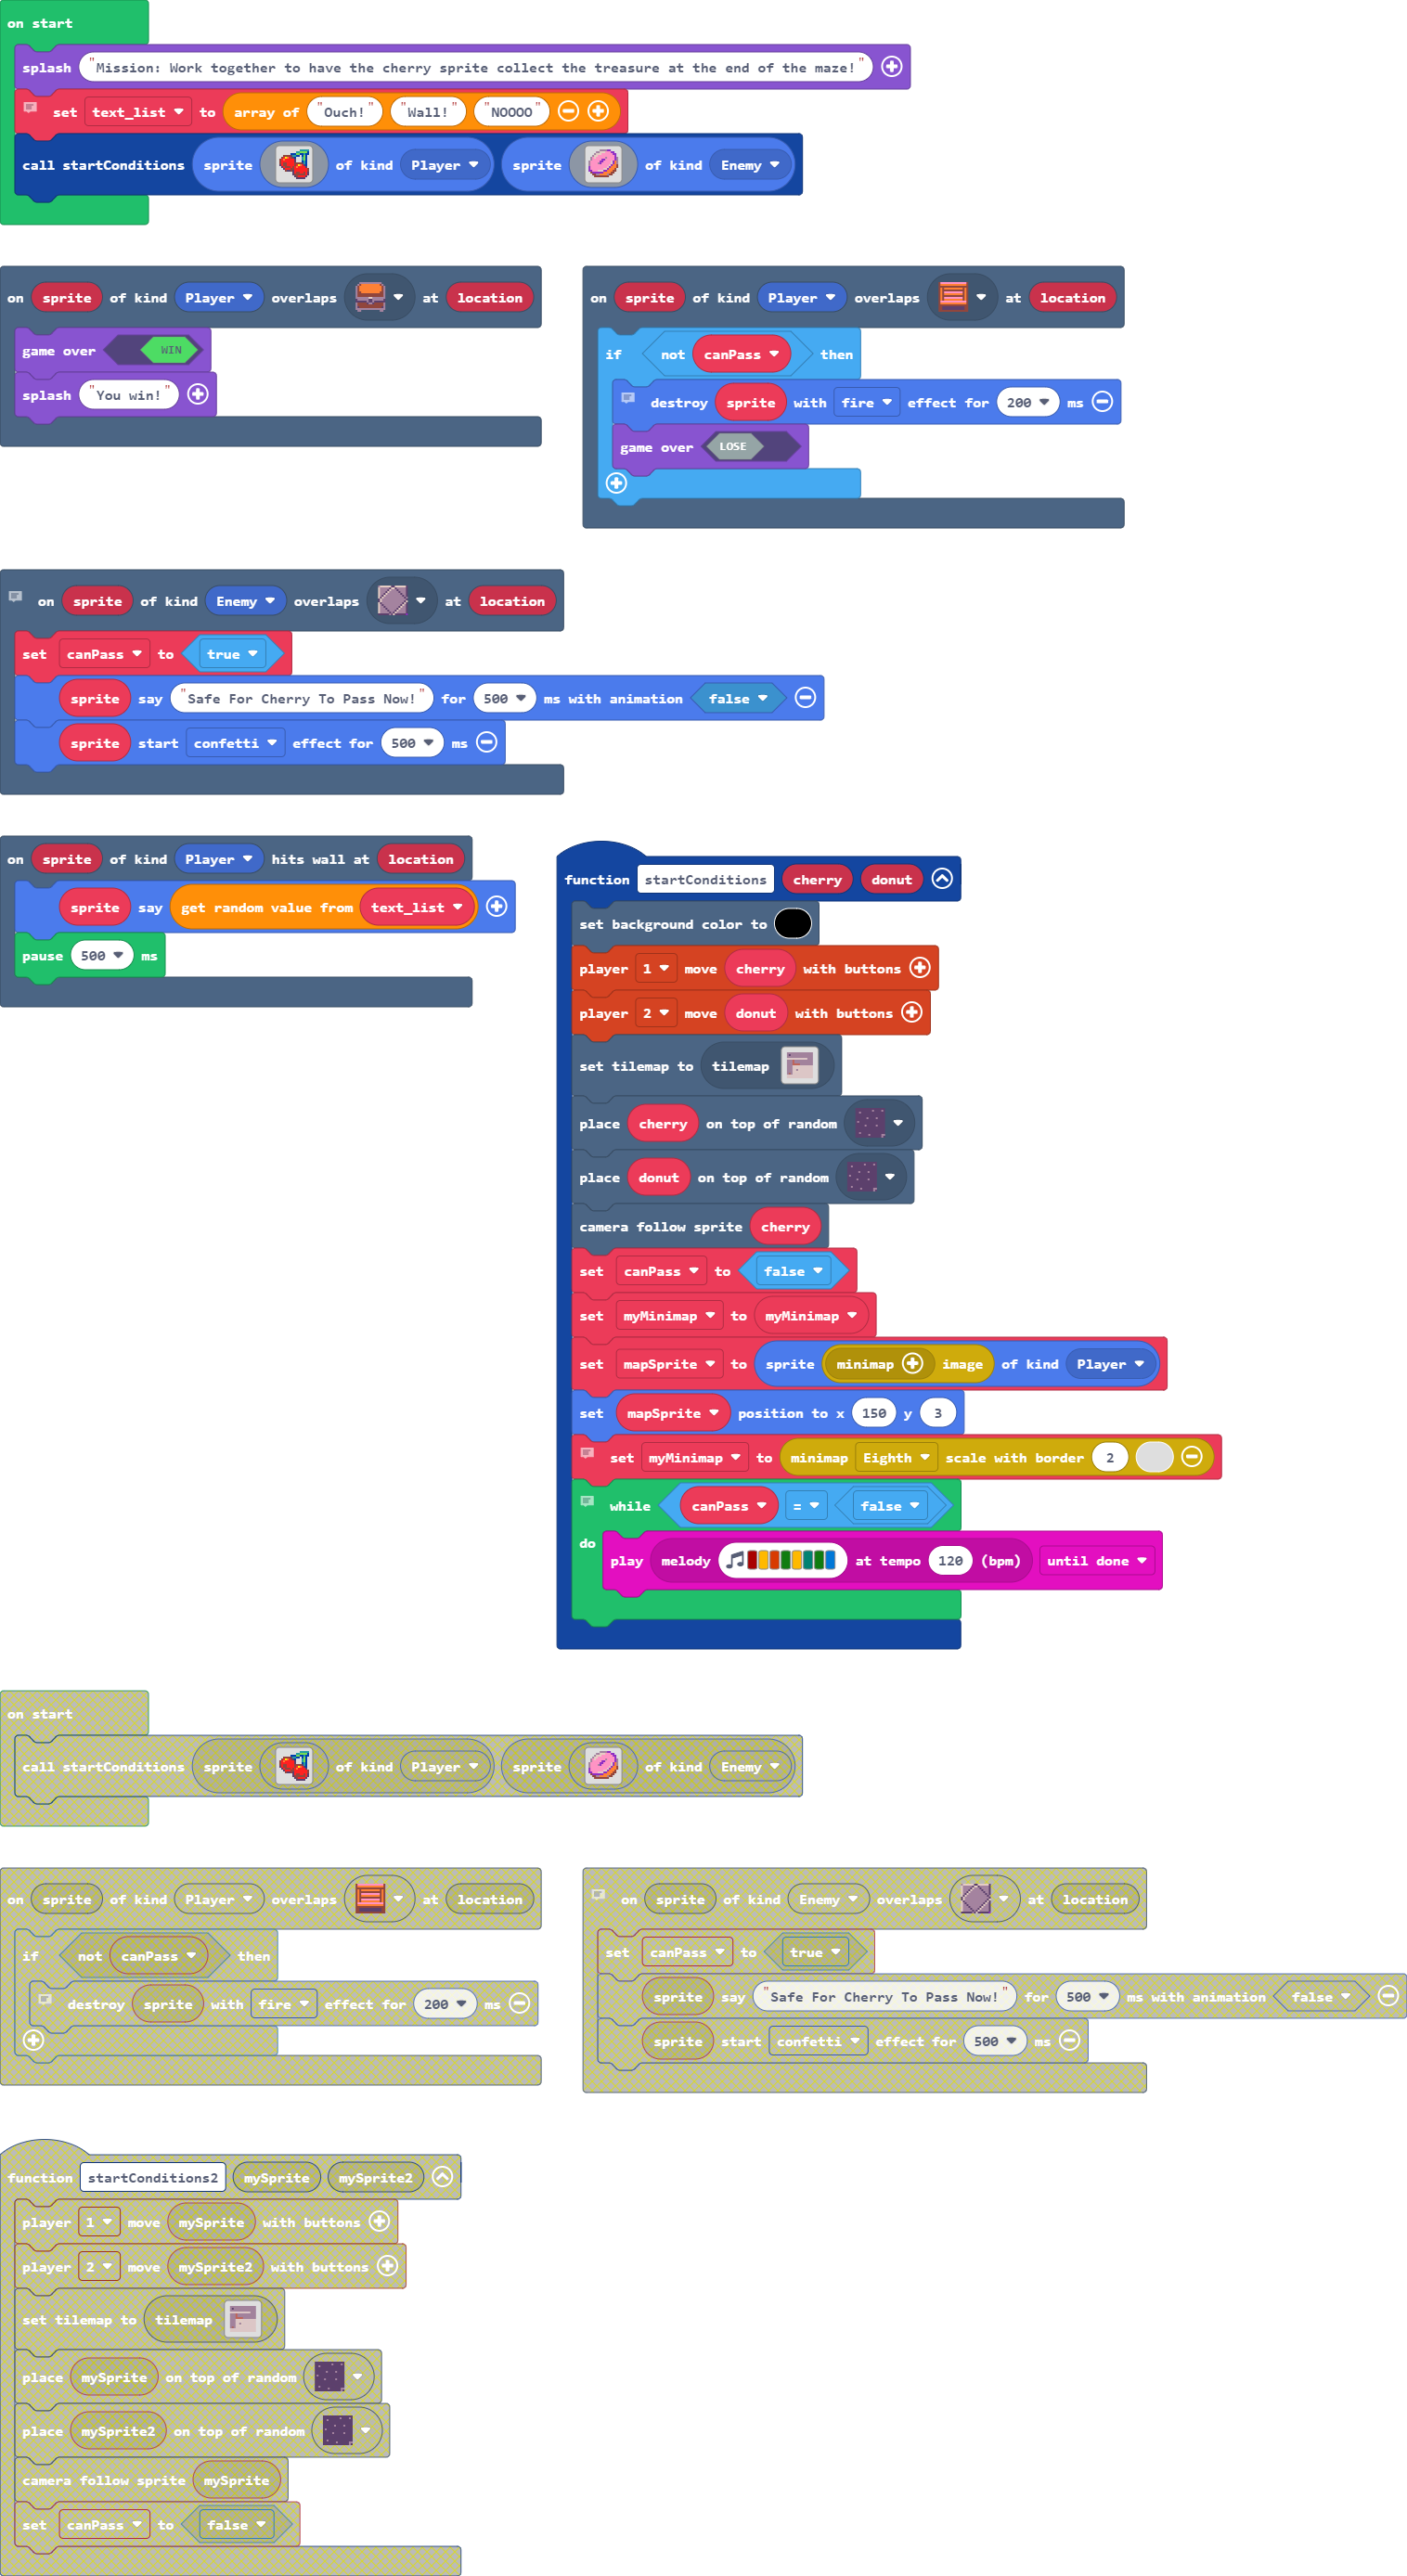 on start
splash "Mission: Work together to have the cherry sprite collect the treasure at the end of the maze!"
set text_list to array of "Ouch!" "Wall!" "NOOOO"
call startConditions sprite of kind Player sprite of kind Enemy
on sprite of kind Player overlaps at location
game over WIN
splash "You win!"
on sprite of kind Player overlaps at location
if not canPass then
destroy sprite with fire effect for 200 ms
game over LOSE
on sprite of kind Enemy overlaps at location
set canPass to true
sprite say "Safe For Cherry To Pass Now!" for 500 ms with animation false
sprite start confetti effect for 500 ms
on sprite of kind Player hits wall at location
sprite say get random value from text_list
pause 500 ms
function startConditions cherry donut
set background color to
player 1 move cherry with buttons
player 2 move donut with buttons
set tilemap to tilemap
place cherry on top of random
place donut on top of random
camera follow sprite cherry
set canPass to false
set myMinimap to myMinimap
set mapSprite to sprite minimap image of kind Player
set mapSprite position to x 150 y 3
set myMinimap to minimap Eighth scale with border 2
while canPass = false
do
play melody at tempo 120 (bpm) until done
on start
call startConditions sprite of kind Player sprite of kind Enemy
on sprite of kind Player overlaps at location
if not canPass then
destroy sprite with fire effect for 200 ms
on sprite of kind Enemy overlaps at location
set canPass to true
sprite say "Safe For Cherry To Pass Now!" for 500 ms with animation false
sprite start confetti effect for 500 ms
function startConditions2 mySprite mySprite2
player 1 move mySprite with buttons
player 2 move mySprite2 with buttons
set tilemap to tilemap
place mySprite on top of random
place mySprite2 on top of random
camera follow sprite mySprite
set canPass to false